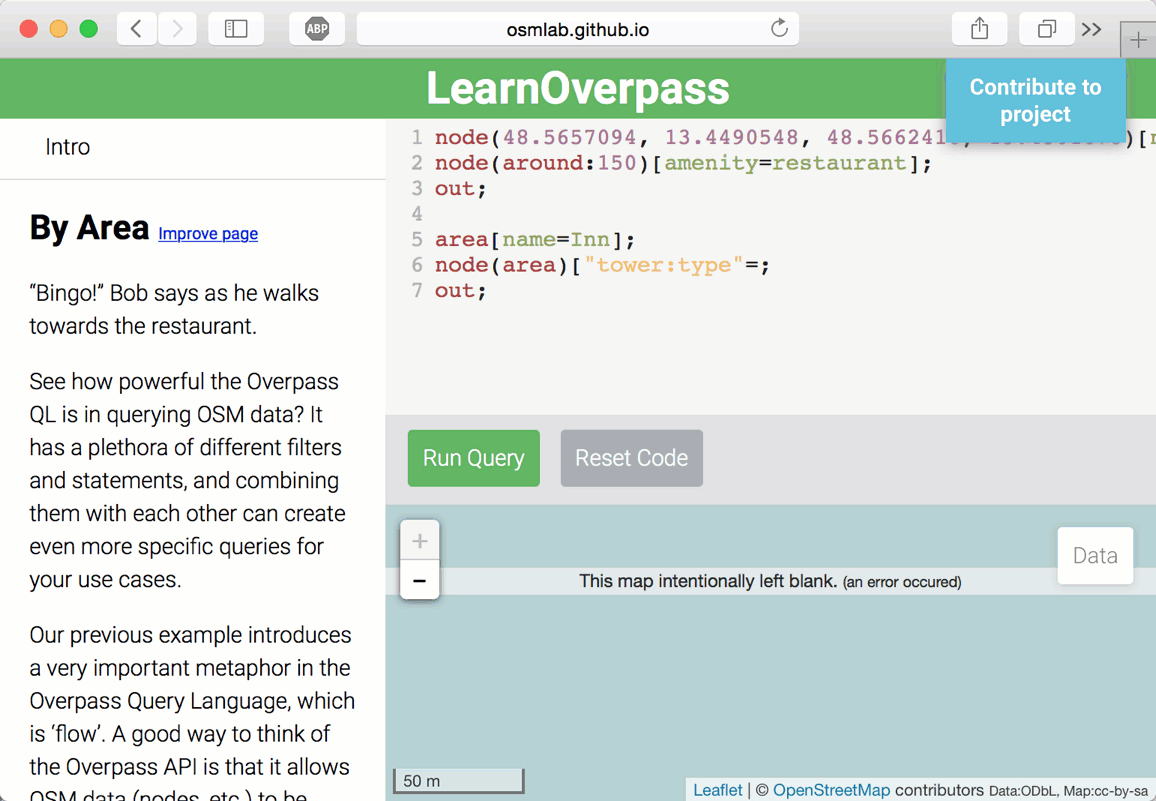 ABP
osmlab.github.io
LearnOverpass
Contribute to
project
Intro
By Area Improve page
“Bingo!” Bob says as he walks
towards the restaurant.
See how powerful the Overpass
QL is in querying OSM data? It
has a plethora of different filters
and statements, and combining
them with each other can create
even more specific queries for
your use cases.
Our previous example introduces
a very important metaphor in the
Overpass Query Language, which
is ‘flow’. A good way to think of
the Overpass API is that it allows
OSM data (nodes, etc.) to be
1 node(48.5657094, 13.4490548, 48.566241 )[
2 node(around:150)[amenity=restaurant];
3 out;
4
5 area[name=Inn];
6 node(area)["tower:type"=;
7 out;
Run Query
Reset Code
+
−
Data
This map intentionally left blank. (an error occured)
50 m
Leaflet | © OpenStreetMap contributors Data:ODbL, Map:cc-by-sa